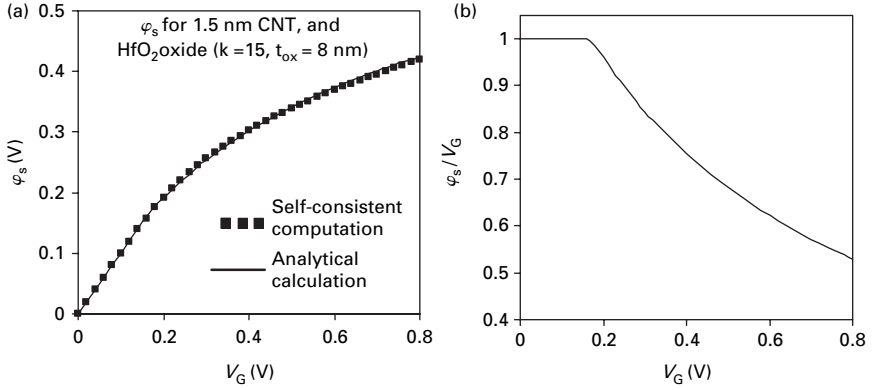 (a)
φs for 1.5 nm CNT, and
HfO2 oxide (k =15, tox = 8 nm)
0.5
0.4
0.3
0.2
0.1
0
φs (V)
Self-consistent
computation
Analytical
calculation
0
0.2
0.4
0.6
0.8
VG (V)
(b)
1
0.9
0.8
0.7
0.6
0.5
0.4
φs / VG
0
0.2
0.4
0.6
0.8
VG (V)